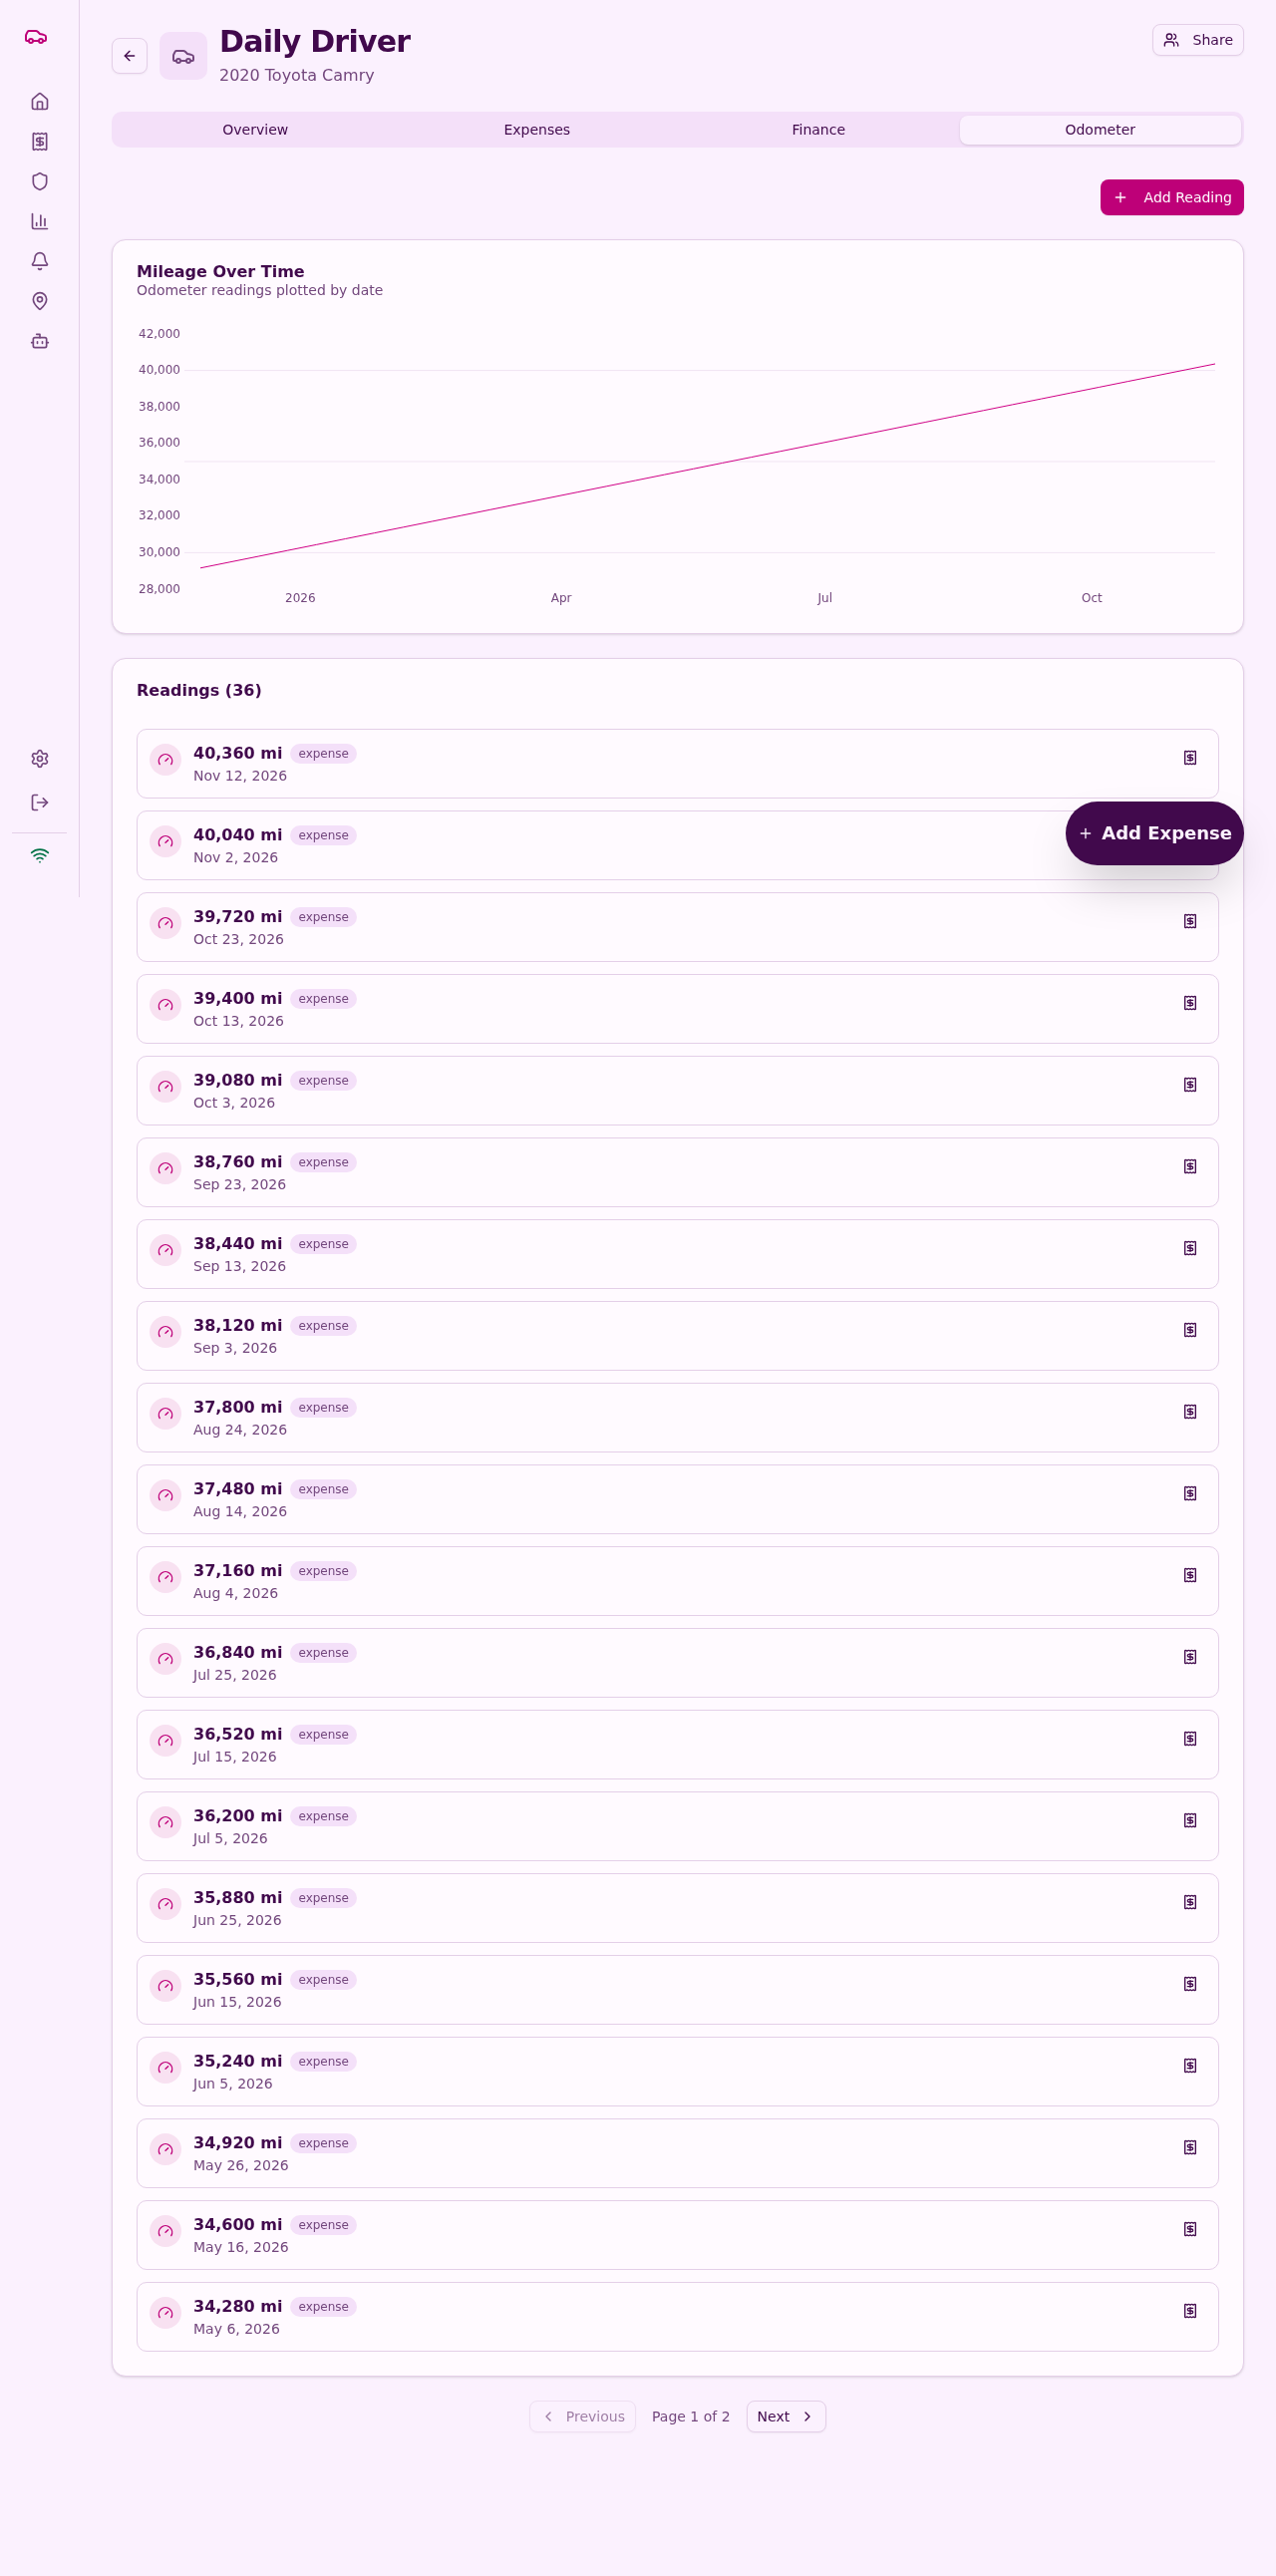 Daily Driver
2020 Toyota Camry
Share
Overview
Expenses
Finance
Odometer
Add Reading
Mileage Over Time
Odometer readings plotted by date
42,000
40,000
38,000
36,000
34,000
32,000
30,000
28,000
2026
Apr
Jul
Oct
Readings (36)
40,360 mi expense
Nov 12, 2026
40,040 mi expense
Nov 2, 2026
Add Expense
39,720 mi expense
Oct 23, 2026
39,400 mi expense
Oct 13, 2026
39,080 mi expense
Oct 3, 2026
38,760 mi expense
Sep 23, 2026
38,440 mi expense
Sep 13, 2026
38,120 mi expense
Sep 3, 2026
37,800 mi expense
Aug 24, 2026
37,480 mi expense
Aug 14, 2026
37,160 mi expense
Aug 4, 2026
36,840 mi expense
Jul 25, 2026
36,520 mi expense
Jul 15, 2026
36,200 mi expense
Jul 5, 2026
35,880 mi expense
Jun 25, 2026
35,560 mi expense
Jun 15, 2026
35,240 mi expense
Jun 5, 2026
34,920 mi expense
May 26, 2026
34,600 mi expense
May 16, 2026
34,280 mi expense
May 6, 2026
Previous
Page 1 of 2
Next